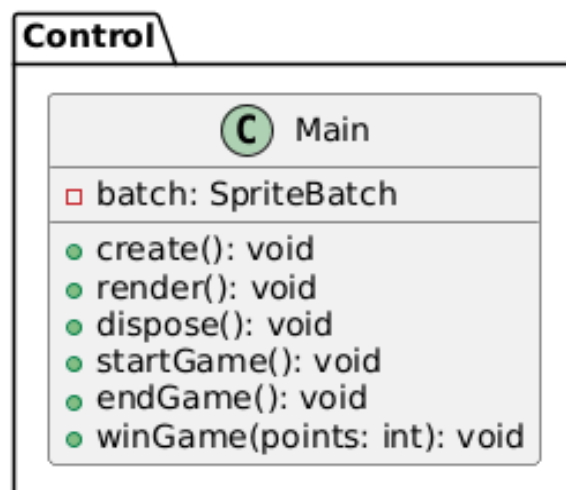 Control
C Main
batch: SpriteBatch
create(): void
render(): void
dispose(): void
startGame(): void
endGame(): void
winGame(points: int): void